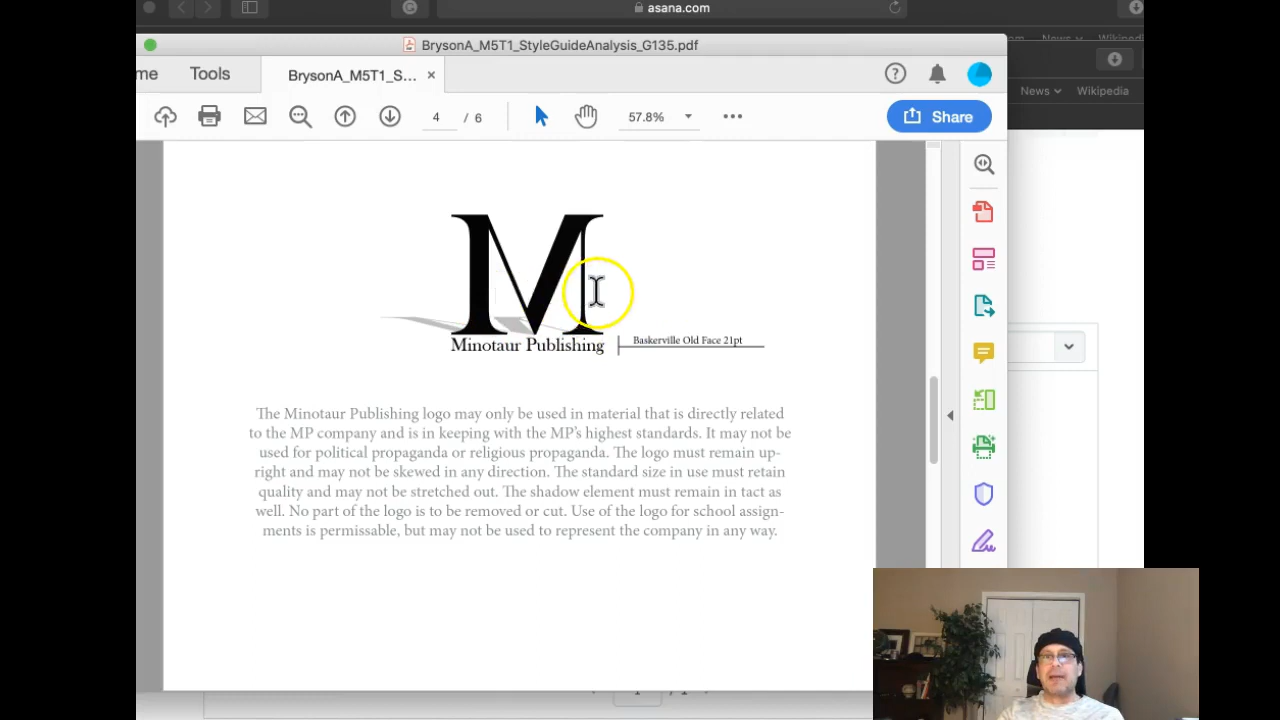 asana.com
BrysonA_M5T1_StyleGuideAnalysis_G135.pdf
me Tools BrysonA_M5T1_S... ×
News Wikipedia
4 / 6 57.8% Share
M
Minotaur Publishing Baskerville Old Face 21pt
The Minotaur Publishing logo may only be used in material that is directly related
to the MP company and is in keeping with the MP's highest standards. It may not be
used for political propaganda or religious propaganda. The logo must remain up-
right and may not be skewed in any direction. The standard size in use must retain
quality and may not be stretched out. The shadow element must remain in tact as
well. No part of the logo is to be removed or cut. Use of the logo for school assign-
ments is permissable, but may not be used to represent the company in any way.